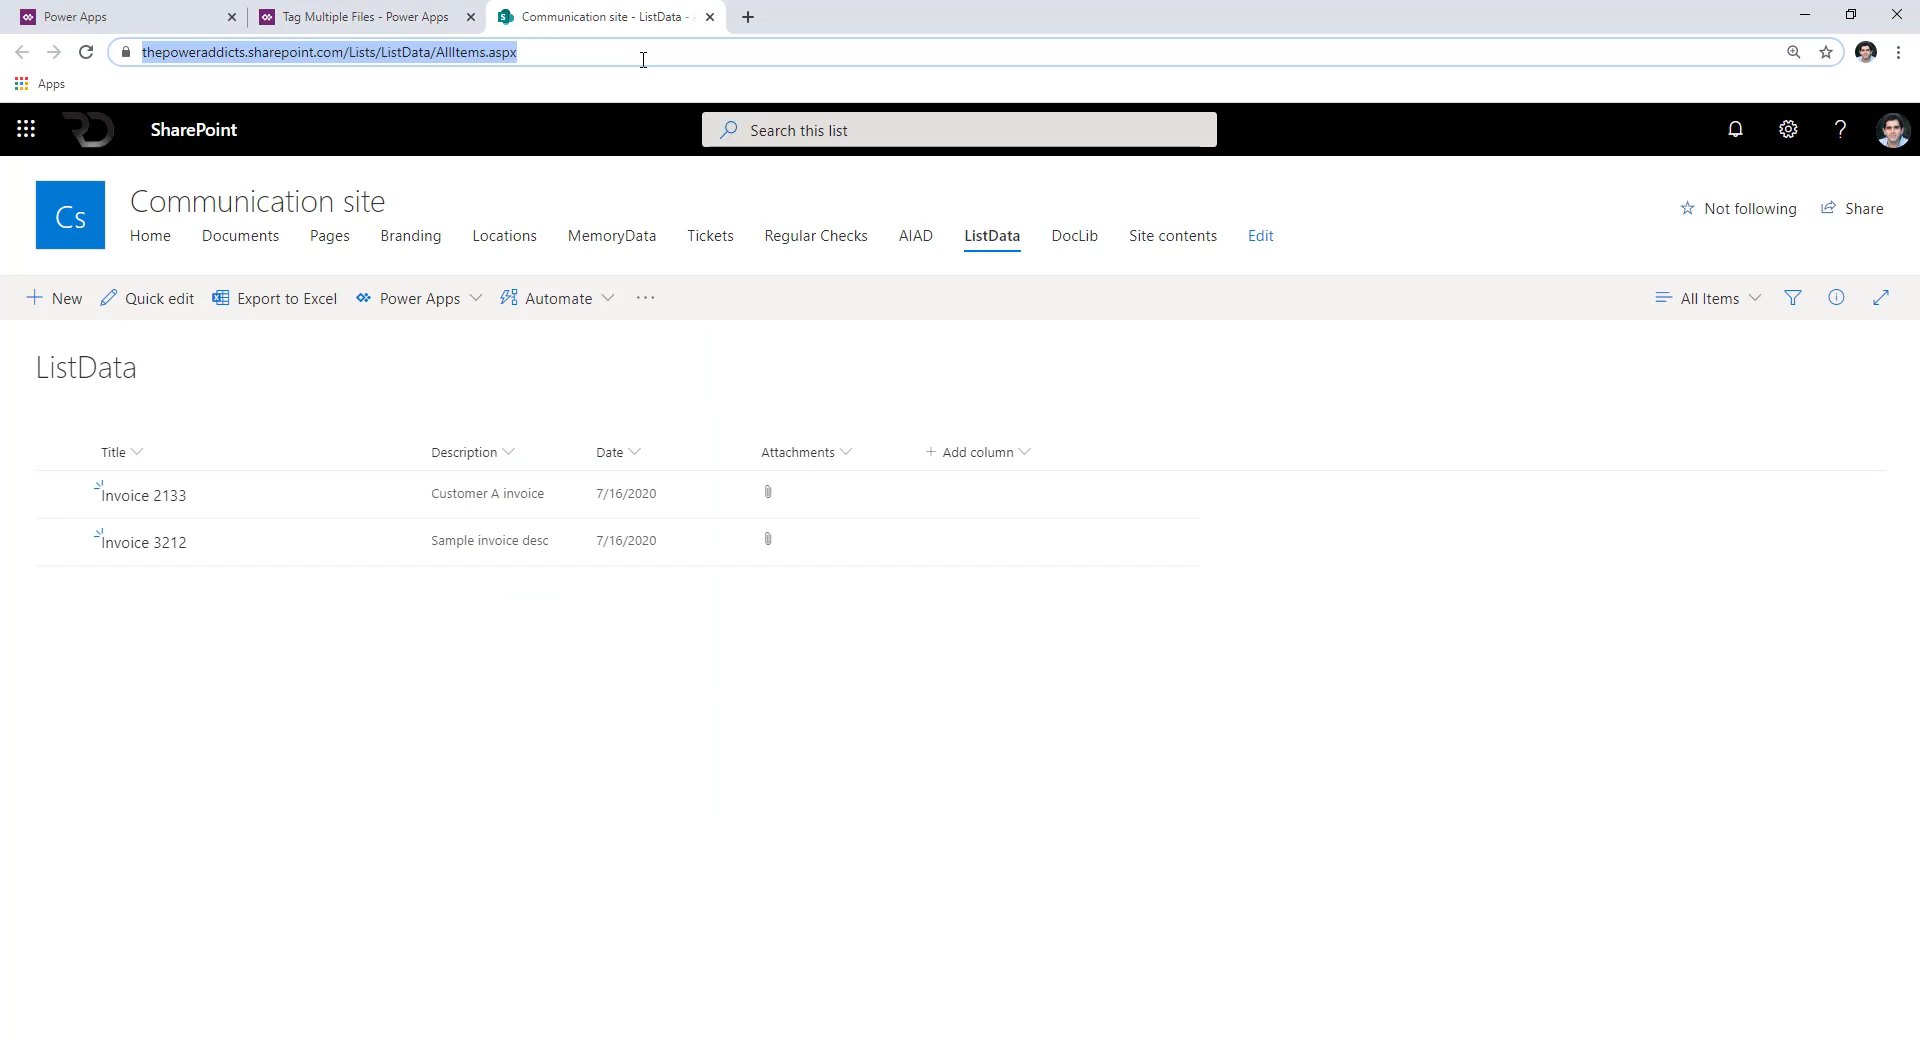 Power Apps
Tag Multiple Files - Power Apps
Communication site - ListData -
thepoweraddicts.sharepoint.com/Lists/ListData/AllItems.aspx
Apps
SharePoint
Search this list
Cs
Communication site
Not following
Share
Home
Documents
Pages
Branding
Locations
MemoryData
Tickets
Regular Checks
AIAD
ListData
DocLib
Site contents
Edit
New
Quick edit
Export to Excel
Power Apps
Automate
All Items
ListData
Title
Description
Date
Attachments
Add column
Invoice 2133
Customer A invoice
7/16/2020
Invoice 3212
Sample invoice desc
7/16/2020